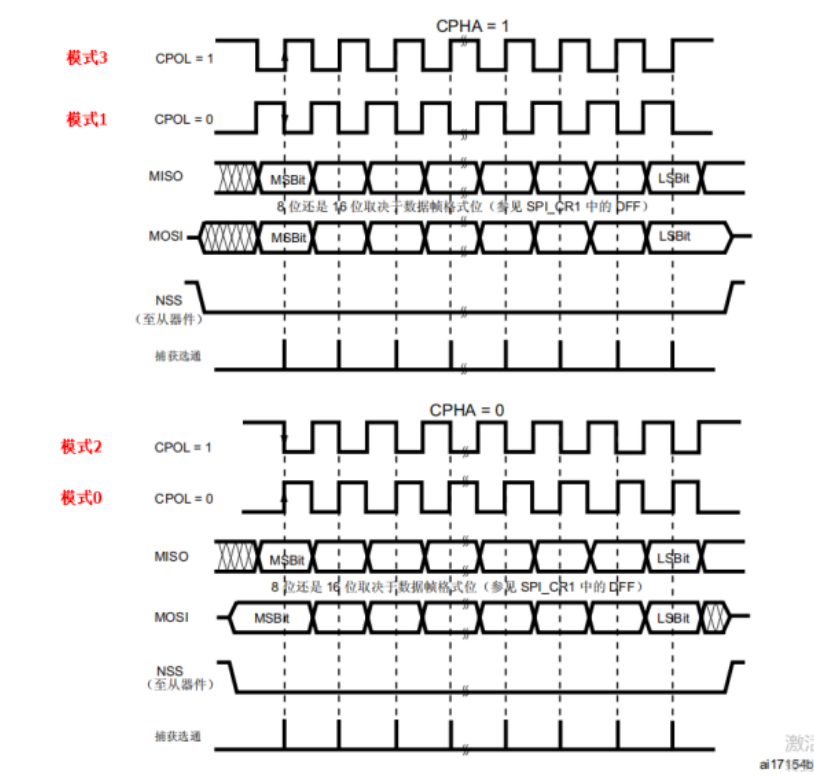 CPHA = 1
模式3 CPOL = 1
模式1 CPOL = 0
MISO MSBit LSBit
8 位还是 16 位取决于数据帧格式位（参见 SPI_CR1 中的 DFF）
MOSI MSBit LSBit
NSS
（至从器件）
捕获选通
CPHA = 0
模式2 CPOL = 1
模式0 CPOL = 0
MISO MSBit LSBit
8 位还是 16 位取决于数据帧格式位（参见 SPI_CR1 中的 DFF）
MOSI MSBit LSBit
NSS
（至从器件）
捕获选通
激活
ai17154b